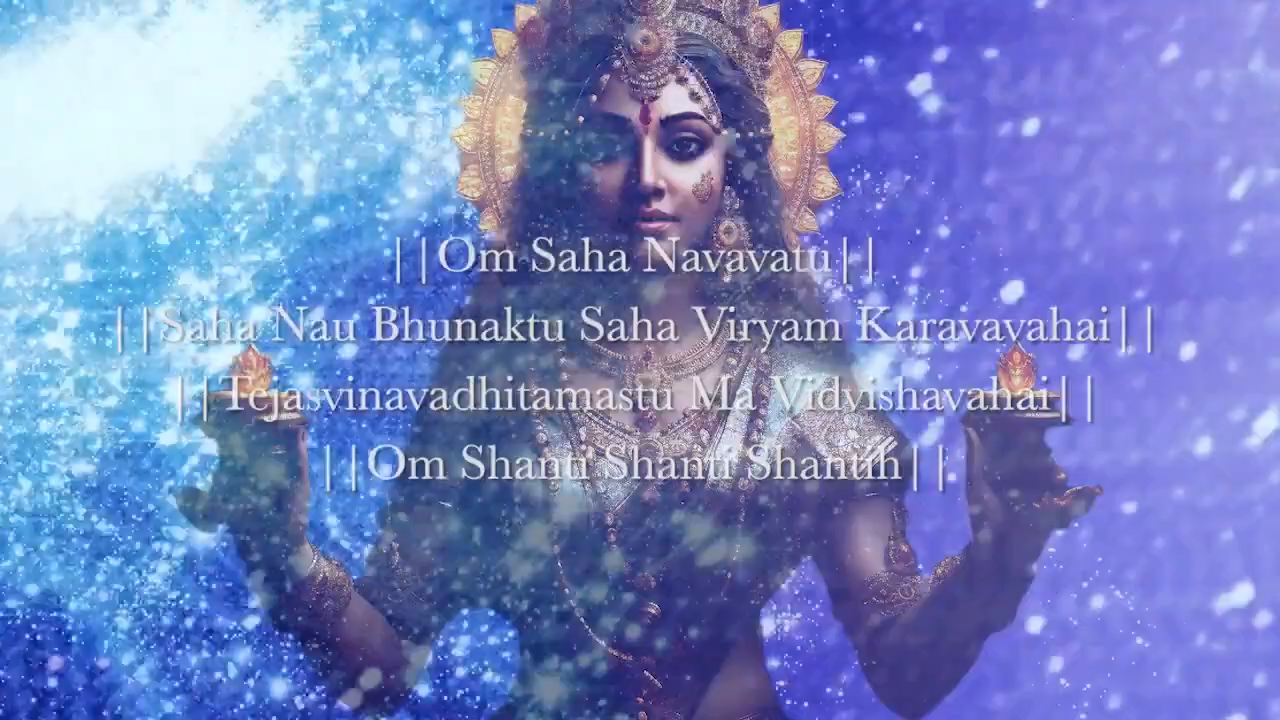 ||Om Saha Navavatu||
||Saha Nau Bhunaktu Saha Viryam Karavavahai||
||Tejasvinavadhitamastu Ma Vidvishavahai||
||Om Shanti Shanti Shantih||